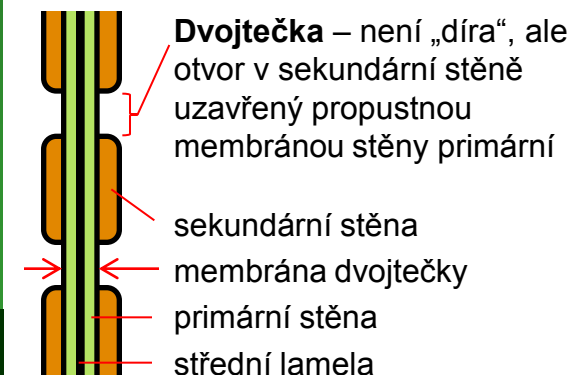 Dvojtečka – není „díra“, ale
otvor v sekundární stěně
uzavřený propustnou
membránou stěny primární
sekundární stěna
membrána dvojtečky
primární stěna
střední lamela